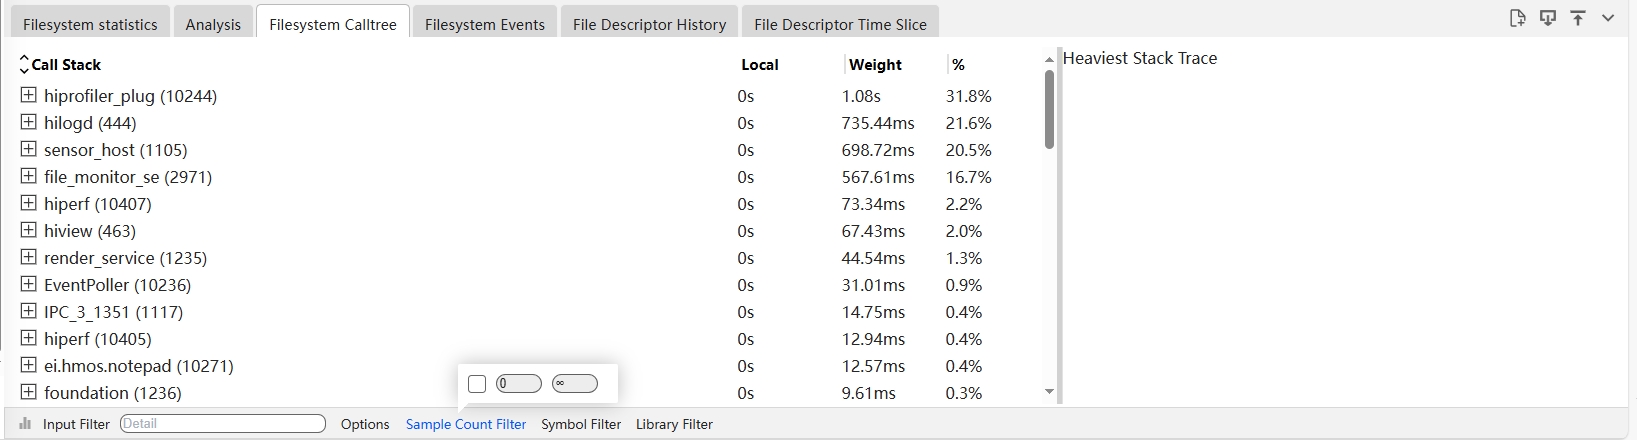 Filesystem statistics Analysis Filesystem Calltree Filesystem Events File Descriptor History File Descriptor Time Slice
Call Stack Local Weight % Heaviest Stack Trace
hiprofiler_plug (10244) 0s 1.08s 31.8%
hilogd (444) 0s 735.44ms 21.6%
sensor_host (1105) 0s 698.72ms 20.5%
file_monitor_se (2971) 0s 567.61ms 16.7%
hiperf (10407) 0s 73.34ms 2.2%
hiview (463) 0s 67.43ms 2.0%
render_service (1235) 0s 44.54ms 1.3%
EventPoller (10236) 0s 31.01ms 0.9%
IPC_3_1351 (1117) 0s 14.75ms 0.4%
hiperf (10405) 0s 12.94ms 0.4%
ei.hmos.notepad (10271) 0s 12.57ms 0.4%
0 ∞
foundation (1236) 0s 9.61ms 0.3%
Input Filter Detail Options Sample Count Filter Symbol Filter Library Filter